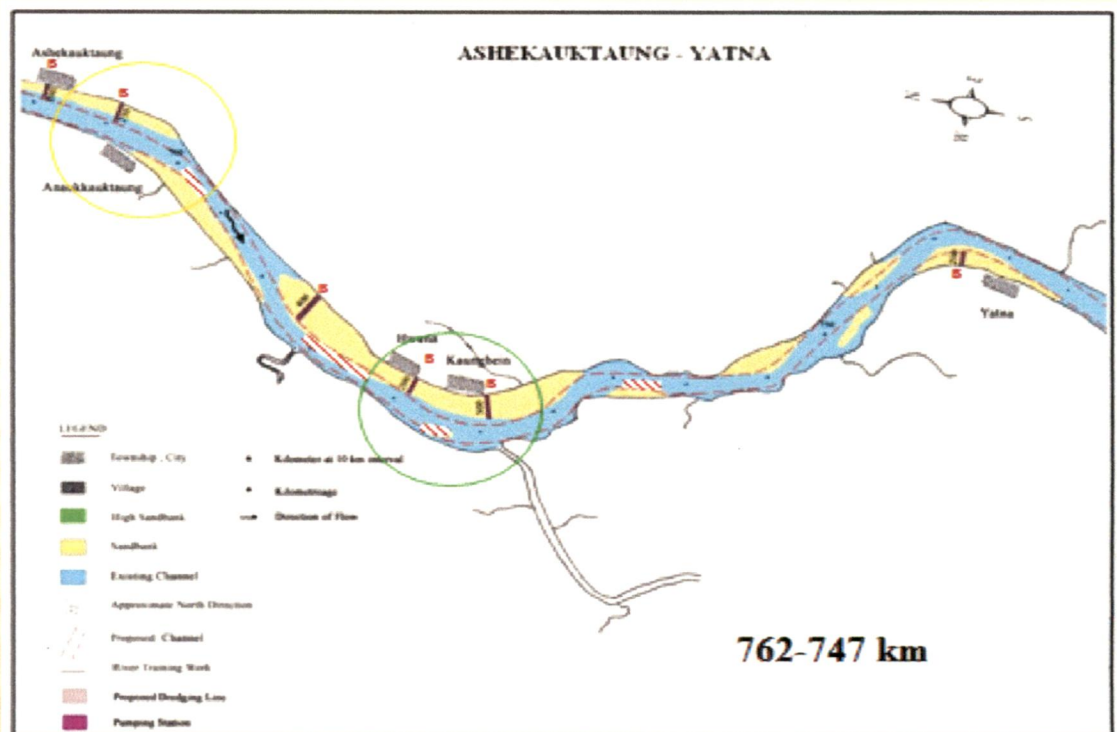 ASHEKAUKTAUNG - YATNA
Ashekauktaung
S
S
N
S
Anaukkauktaung
S
S
Kaunghein
S
S
Yatna
LEGEND
Township , City
Kilometer at 10 km interval
Village
Kilometreage
High Sandbank
Direction of Flow
Sandbank
Existing Channel
Approximate North Direction
Proposed Channel
River Training Work
Proposed Dredging Line
Pumping Station
762-747 km